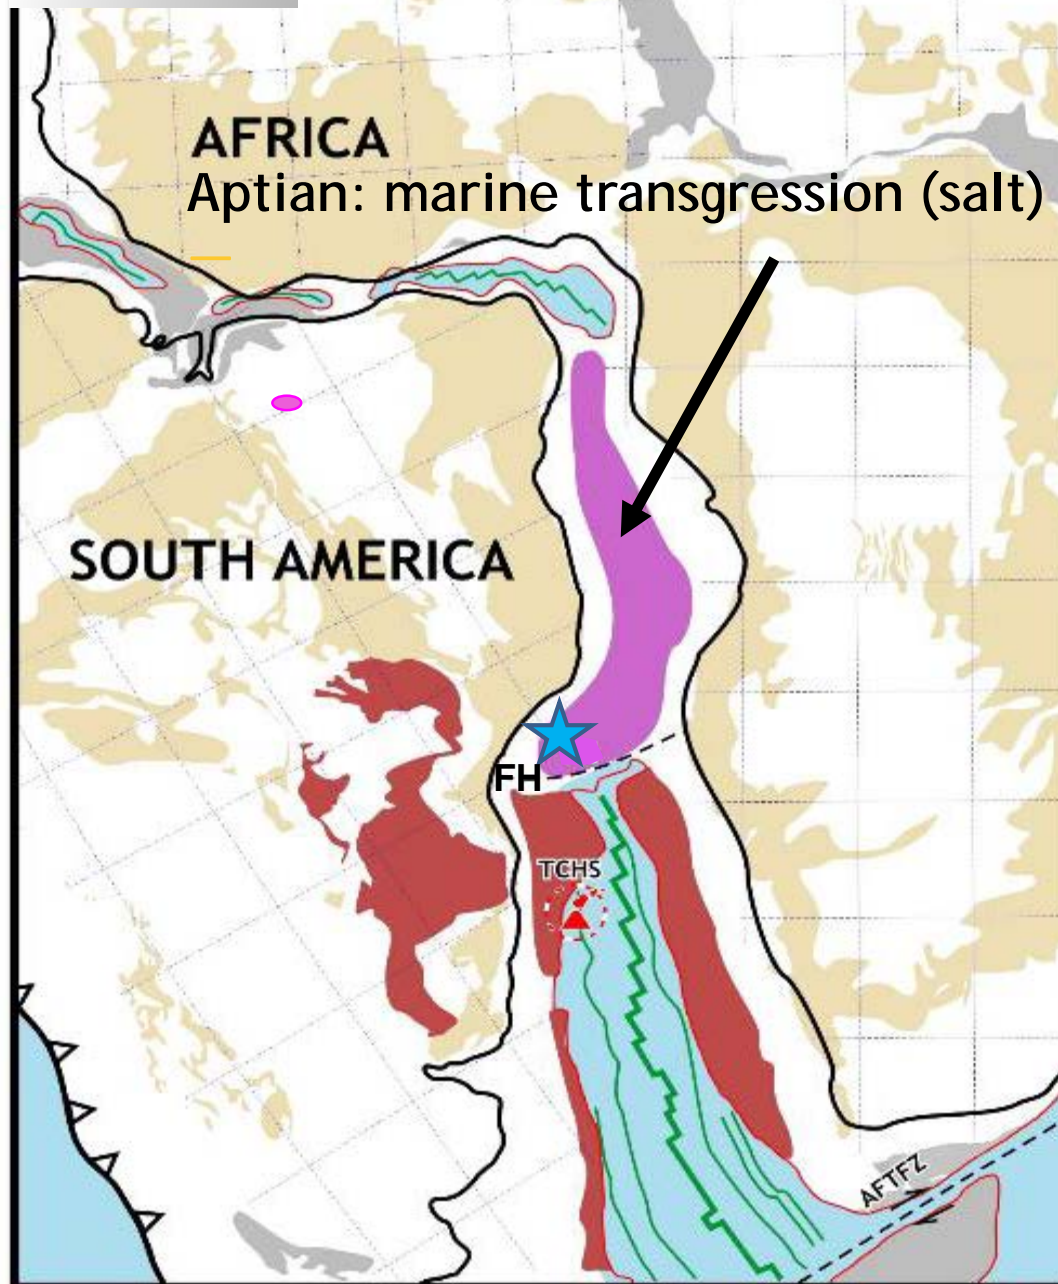 AFRICA
Aptian: marine transgression (salt)
SOUTH AMERICA
FH
TCHS
AFTFZ